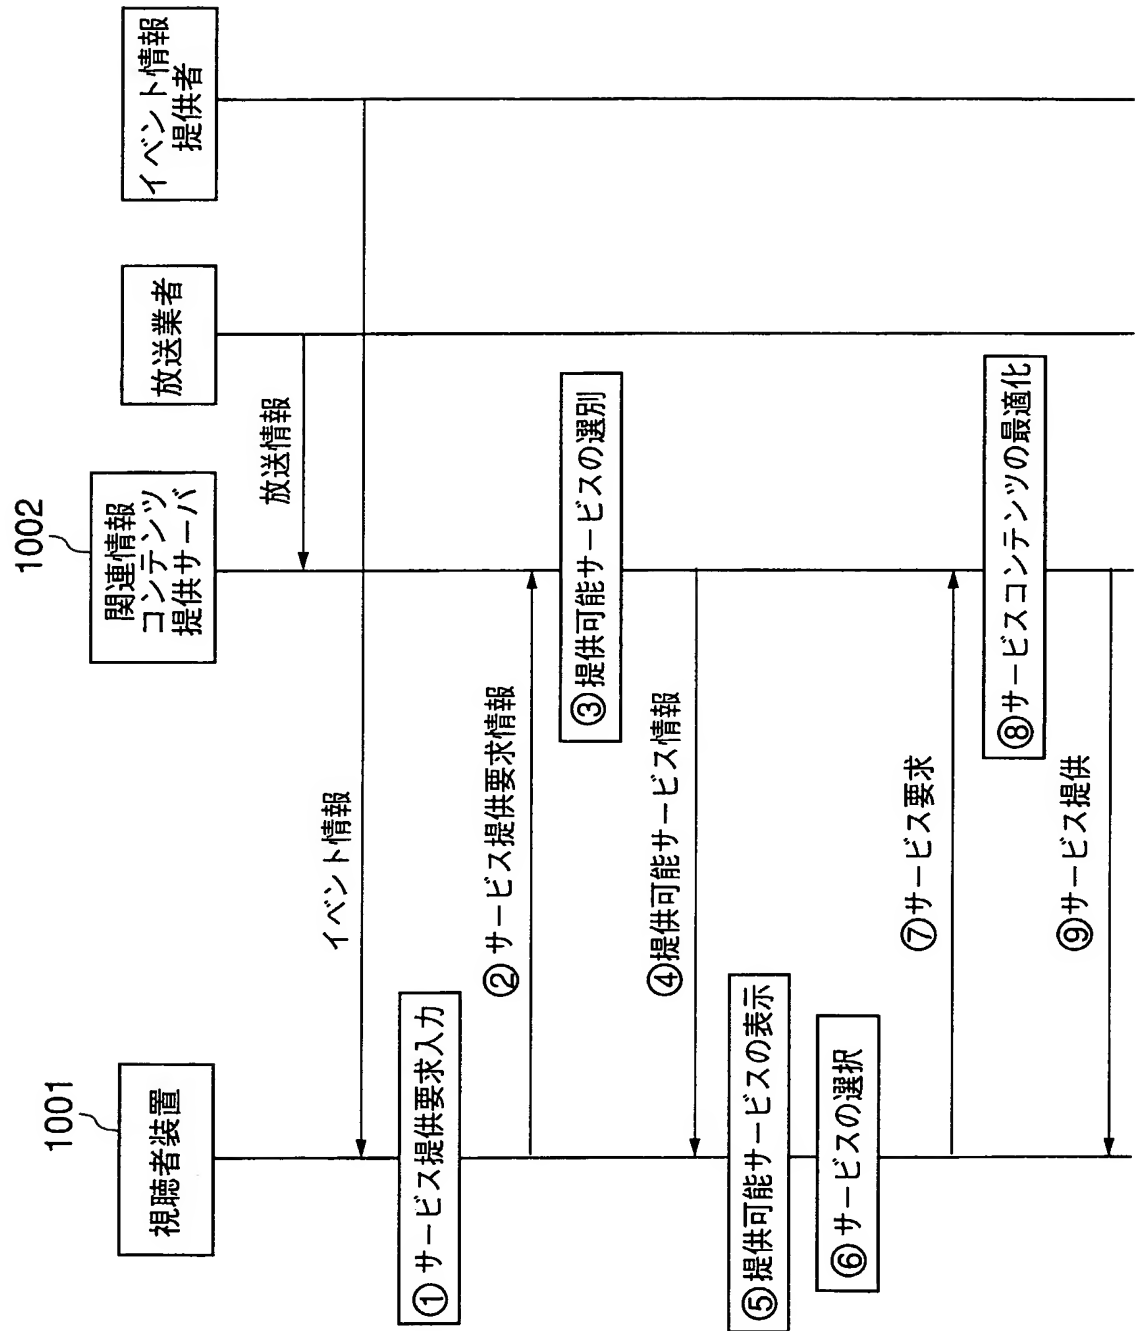 1001
視聴者装置
1002
関連情報
コンテンツ
提供サーバ
放送業者
イベント情報
提供者
放送情報
イベント情報
①サービス提供要求入力
②サービス提供要求情報
③提供可能サービスの選別
④提供可能サービス情報
⑤提供可能サービスの表示
⑥サービスの選択
⑦サービス要求
⑧サービスコンテンツの最適化
⑨サービス提供